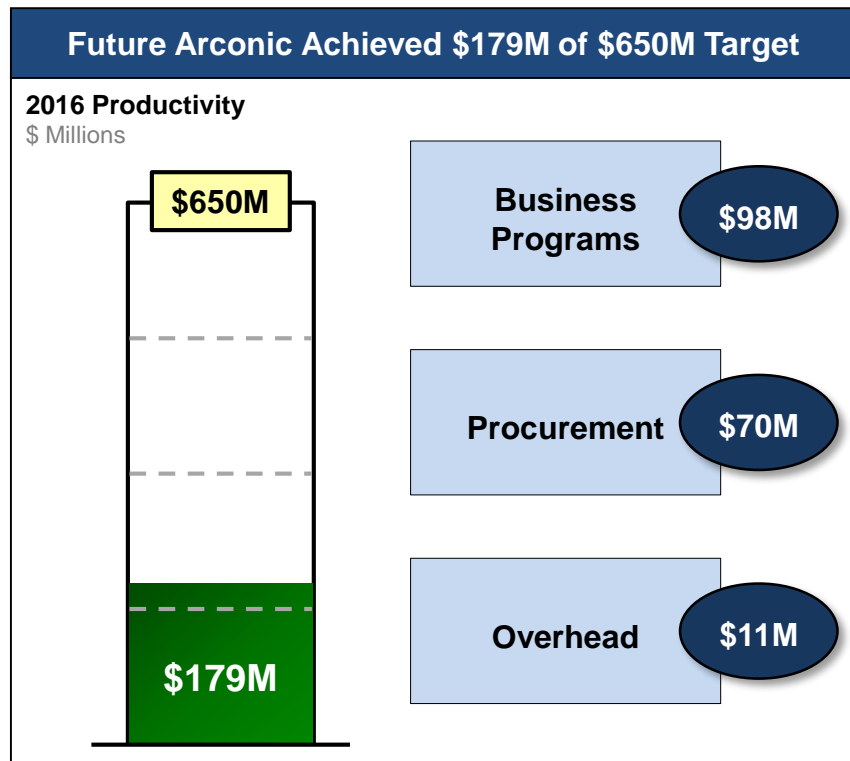 Future Arconic Achieved $179M of $650M Target
2016 Productivity
$ Millions
$650M
$179M
Business
Programs
$98M
Procurement
$70M
Overhead
$11M